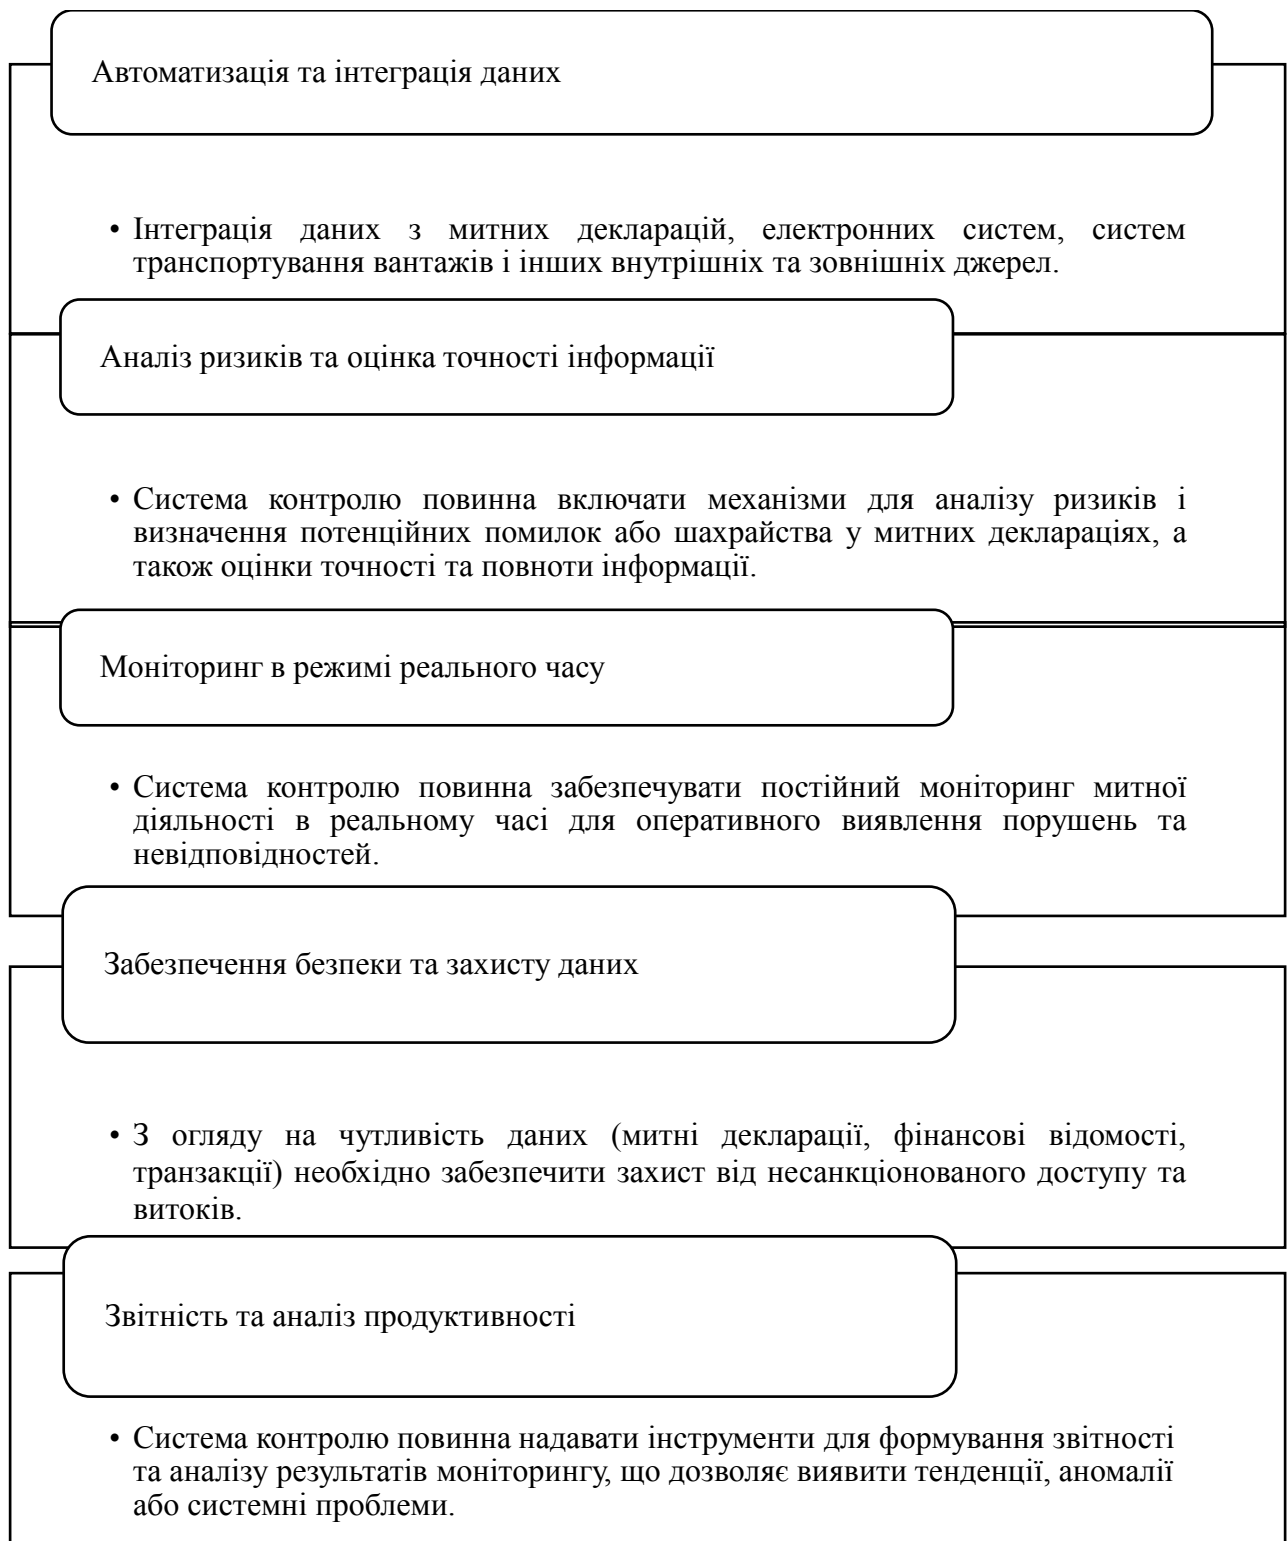 Автоматизація та інтеграція даних
• Інтеграція даних з митних декларацій, електронних систем, систем
транспортування вантажів і інших внутрішніх та зовнішніх джерел.
Аналіз ризиків та оцінка точності інформації
• Система контролю повинна включати механізми для аналізу ризиків і
визначення потенційних помилок або шахрайства у митних деклараціях, а
також оцінки точності та повноти інформації.
Моніторинг в режимі реального часу
• Система контролю повинна забезпечувати постійний моніторинг митної
діяльності в реальному часі для оперативного виявлення порушень та
невідповідностей.
Забезпечення безпеки та захисту даних
• З огляду на чутливість даних (митні декларації, фінансові відомості,
транзакції) необхідно забезпечити захист від несанкціонованого доступу та
витоків.
Звітність та аналіз продуктивності
• Система контролю повинна надавати інструменти для формування звітності
та аналізу результатів моніторингу, що дозволяє виявити тенденції, аномалії
або системні проблеми.